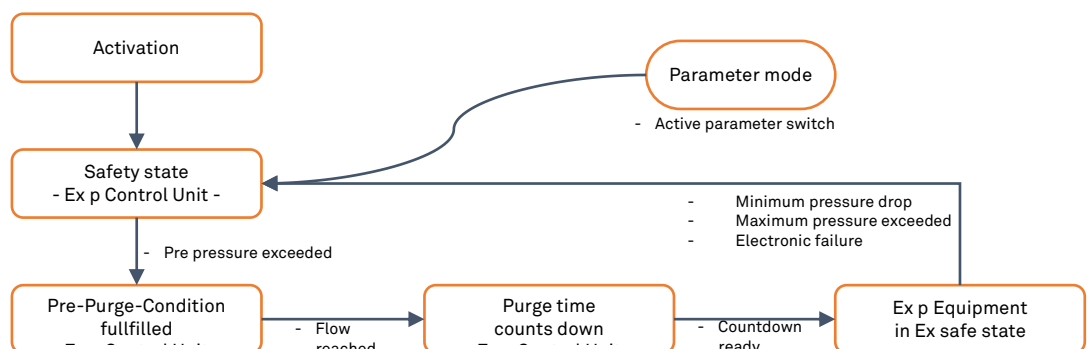 Activation
Parameter mode
- Active parameter switch
Safety state
- Ex p Control Unit -
- Minimum pressure drop
- Maximum pressure exceeded
- Electronic failure
- Pre pressure exceeded
Pre-Purge-Condition
fullfilled
Purge time
counts down
Ex p Equipment
in Ex safe state
- Flow
reached
- Countdown
ready